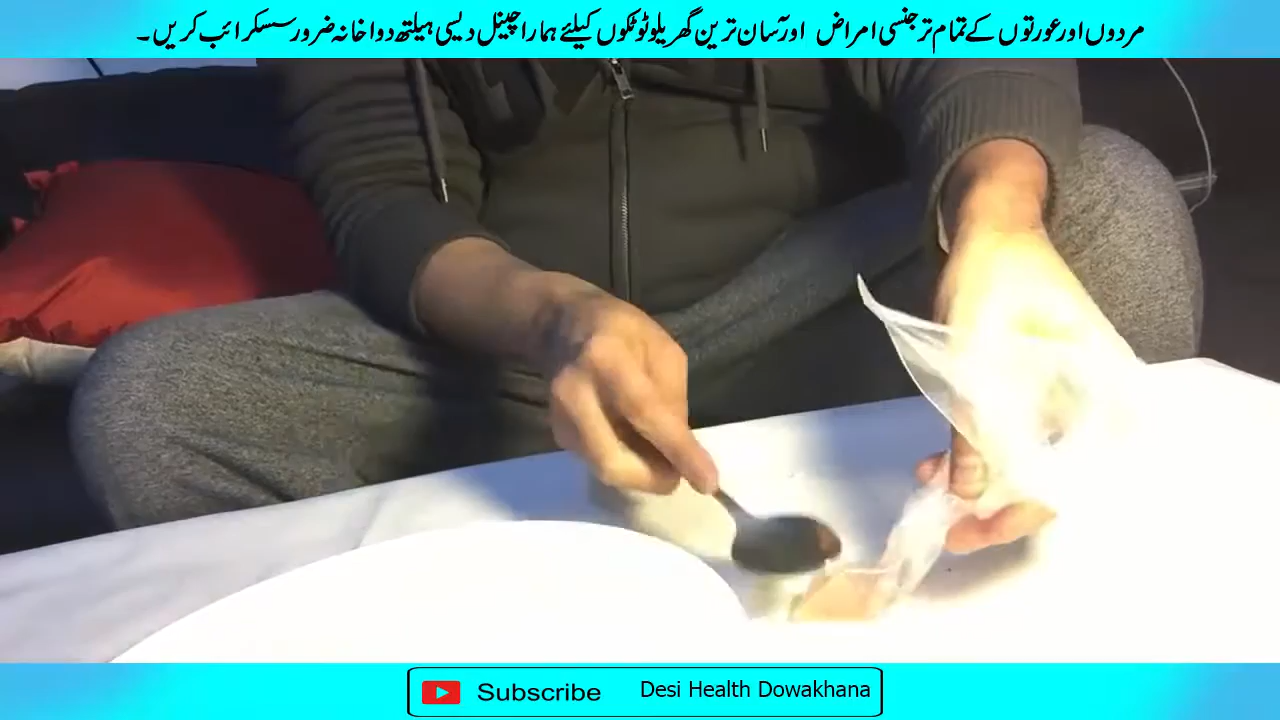 مردوں اور عورتوں کے تمام تر جنسی امراض اور آسان ترین گھریلو ٹوٹکوں کیلئے ہمارا چینل دیسی ہیلتھ دواخانہ ضرور سسکرائب کریں۔
Subscribe Desi Health Dowakhana